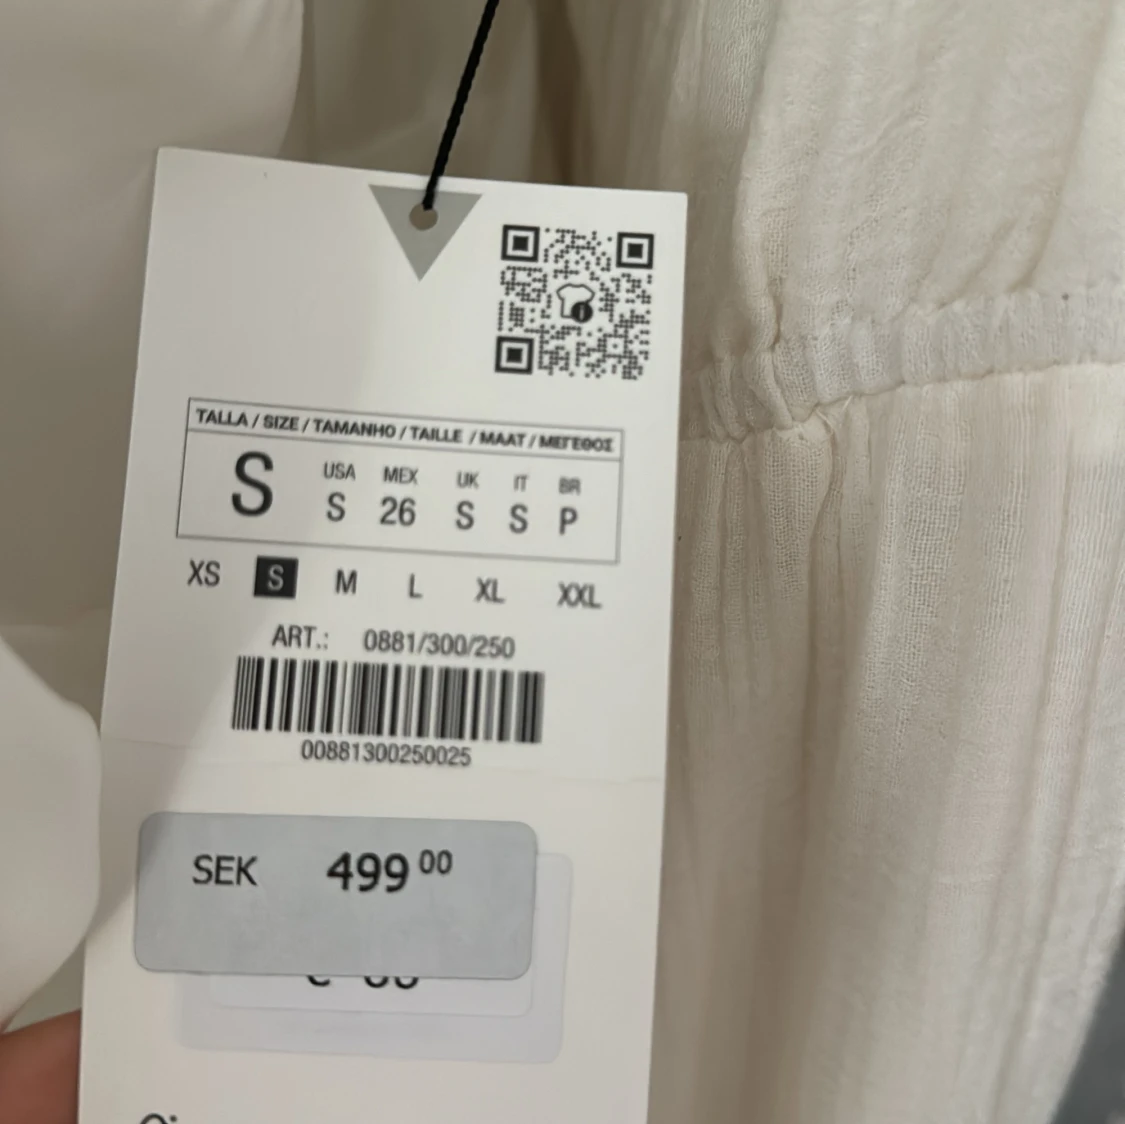 TALLA / SIZE / TAMANHO / TAILLE / MAAT / ΜΕΓΕΘΟΣ
S
USA MEX UK IT BR
S 26 S S P
XS S M L XL XXL
ART.: 0881/300/250
00881300250025
SEK 499 00